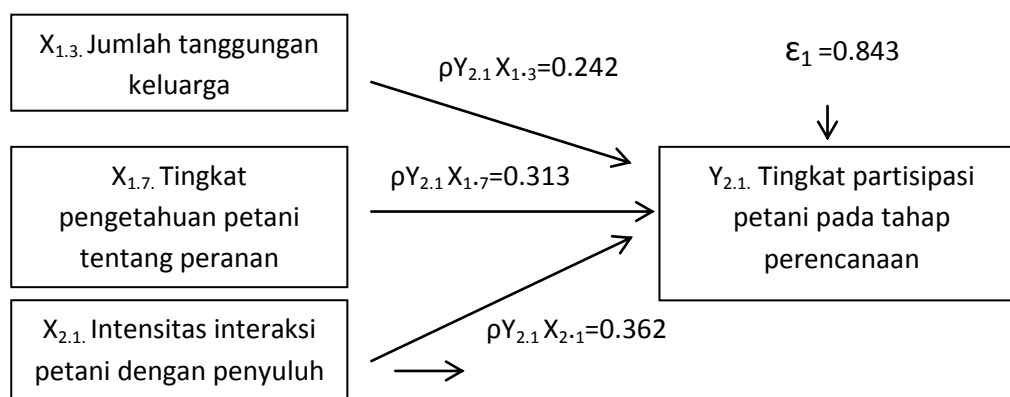 X1.3. Jumlah tanggungan
keluarga
ρY2.1 X1.3=0.242
ε1 =0.843
X1.7. Tingkat
pengetahuan petani
tentang peranan
ρY2.1 X1.7=0.313
Y2.1. Tingkat partisipasi
petani pada tahap
perencanaan
X2.1. Intensitas interaksi
petani dengan penyuluh
ρY2.1 X2.1=0.362